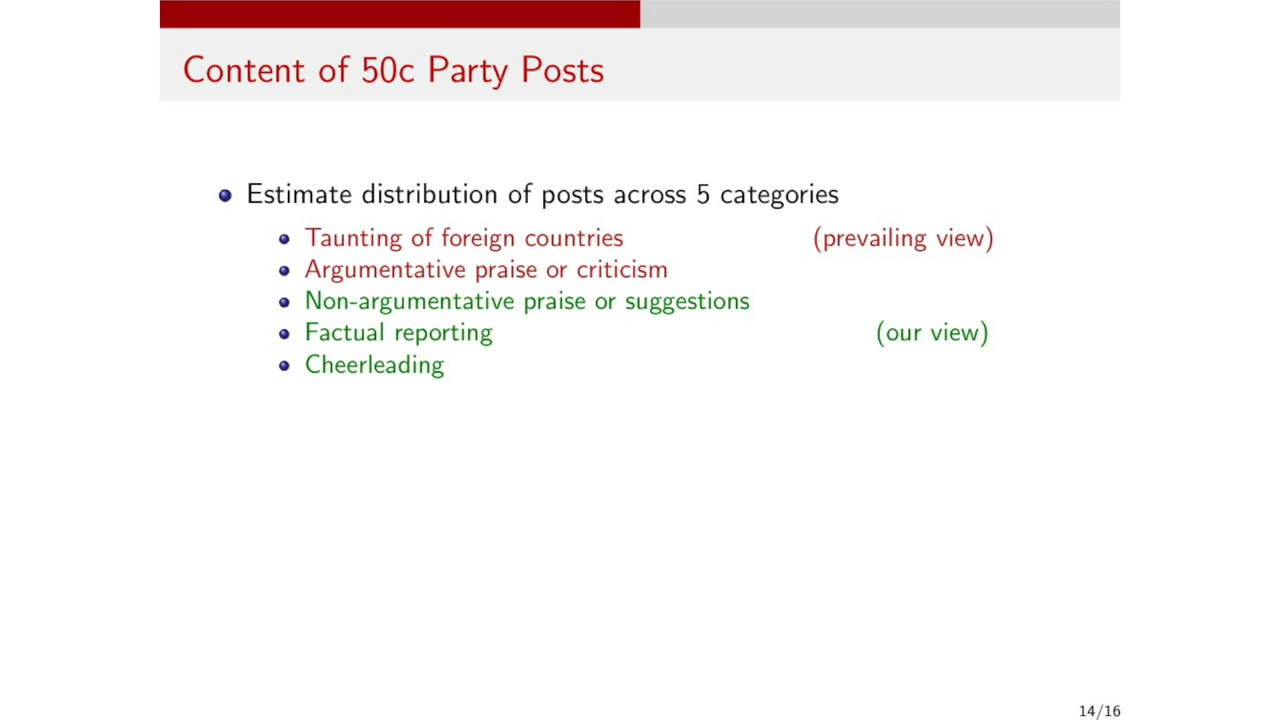 Content of 50c Party Posts
Estimate distribution of posts across 5 categories
Taunting of foreign countries (prevailing view)
Argumentative praise or criticism
Non-argumentative praise or suggestions
Factual reporting (our view)
Cheerleading
14/16